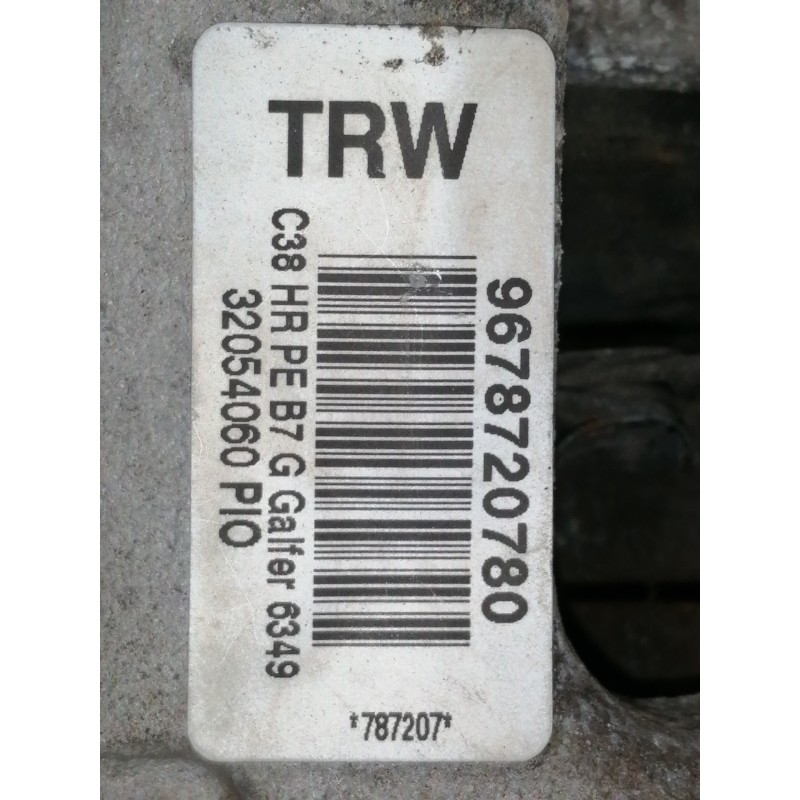 TRW
9678720780
C38 HR PE B7 G Galfer 6349
32054060 PIO
*787207*